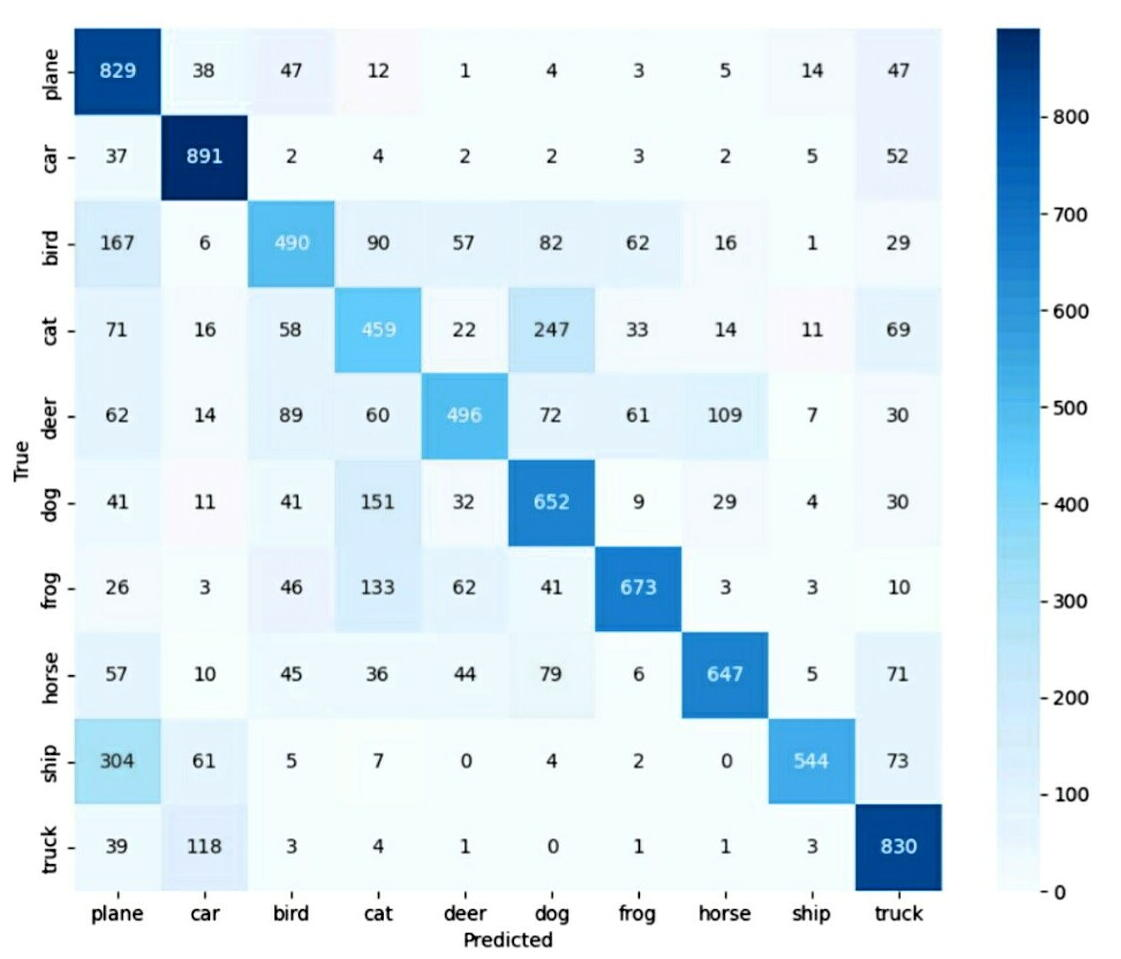 plane 829 38 47 12 1 4 3 5 14 47
car 37 891 2 4 2 2 3 2 5 52
bird 167 6 490 90 57 82 62 16 1 29
cat 71 16 58 459 22 247 33 14 11 69
deer 62 14 89 60 496 72 61 109 7 30
dog 41 11 41 151 32 652 9 29 4 30
frog 26 3 46 133 62 41 673 3 3 10
horse 57 10 45 36 44 79 6 647 5 71
ship 304 61 5 7 0 4 2 0 544 73
truck 39 118 3 4 1 0 1 1 3 830
True
plane car bird cat deer dog frog horse ship truck
Predicted
800
700
600
500
400
300
200
100
0